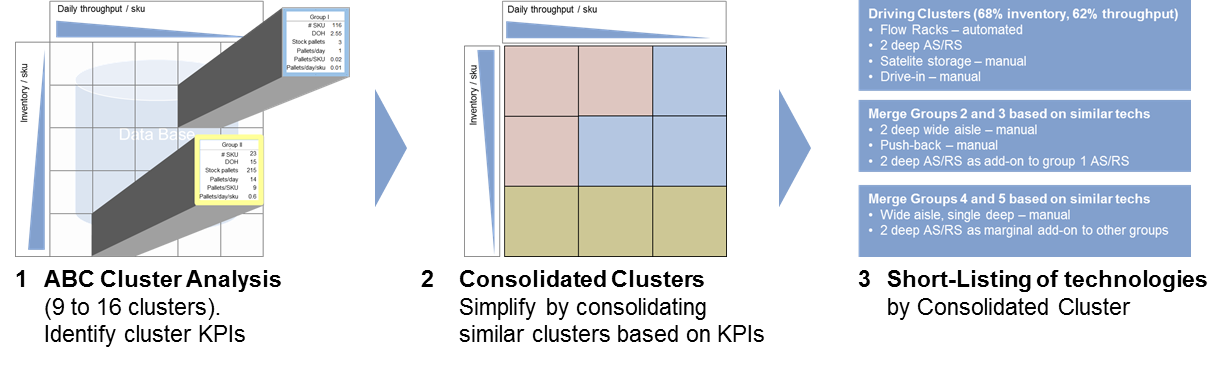 Daily throughput / sku
Inventory / sku
Data Base
Group I
# SKU 116
DOH 2.55
Stock pallets 3
Pallets/day 1
Pallets/SKU 0.02
Pallets/day/sku 0.01
Group II
# SKU 23
DOH 15
Stock pallets 215
Pallets/day 14
Pallets/SKU 9
Pallets/day/sku 0.6
1 ABC Cluster Analysis
(9 to 16 clusters).
Identify cluster KPIs
Daily throughput / sku
Inventory / sku
2 Consolidated Clusters
Simplify by consolidating
similar clusters based on KPIs
Driving Clusters (68% inventory, 62% throughput)
• Flow Racks – automated
• 2 deep AS/RS
• Satelite storage – manual
• Drive-in – manual
Merge Groups 2 and 3 based on similar techs
• 2 deep wide aisle – manual
• Push-back – manual
• 2 deep AS/RS as add-on to group 1 AS/RS
Merge Groups 4 and 5 based on similar techs
• Wide aisle, single deep – manual
• 2 deep AS/RS as marginal add-on to other groups
3 Short-Listing of technologies
by Consolidated Cluster